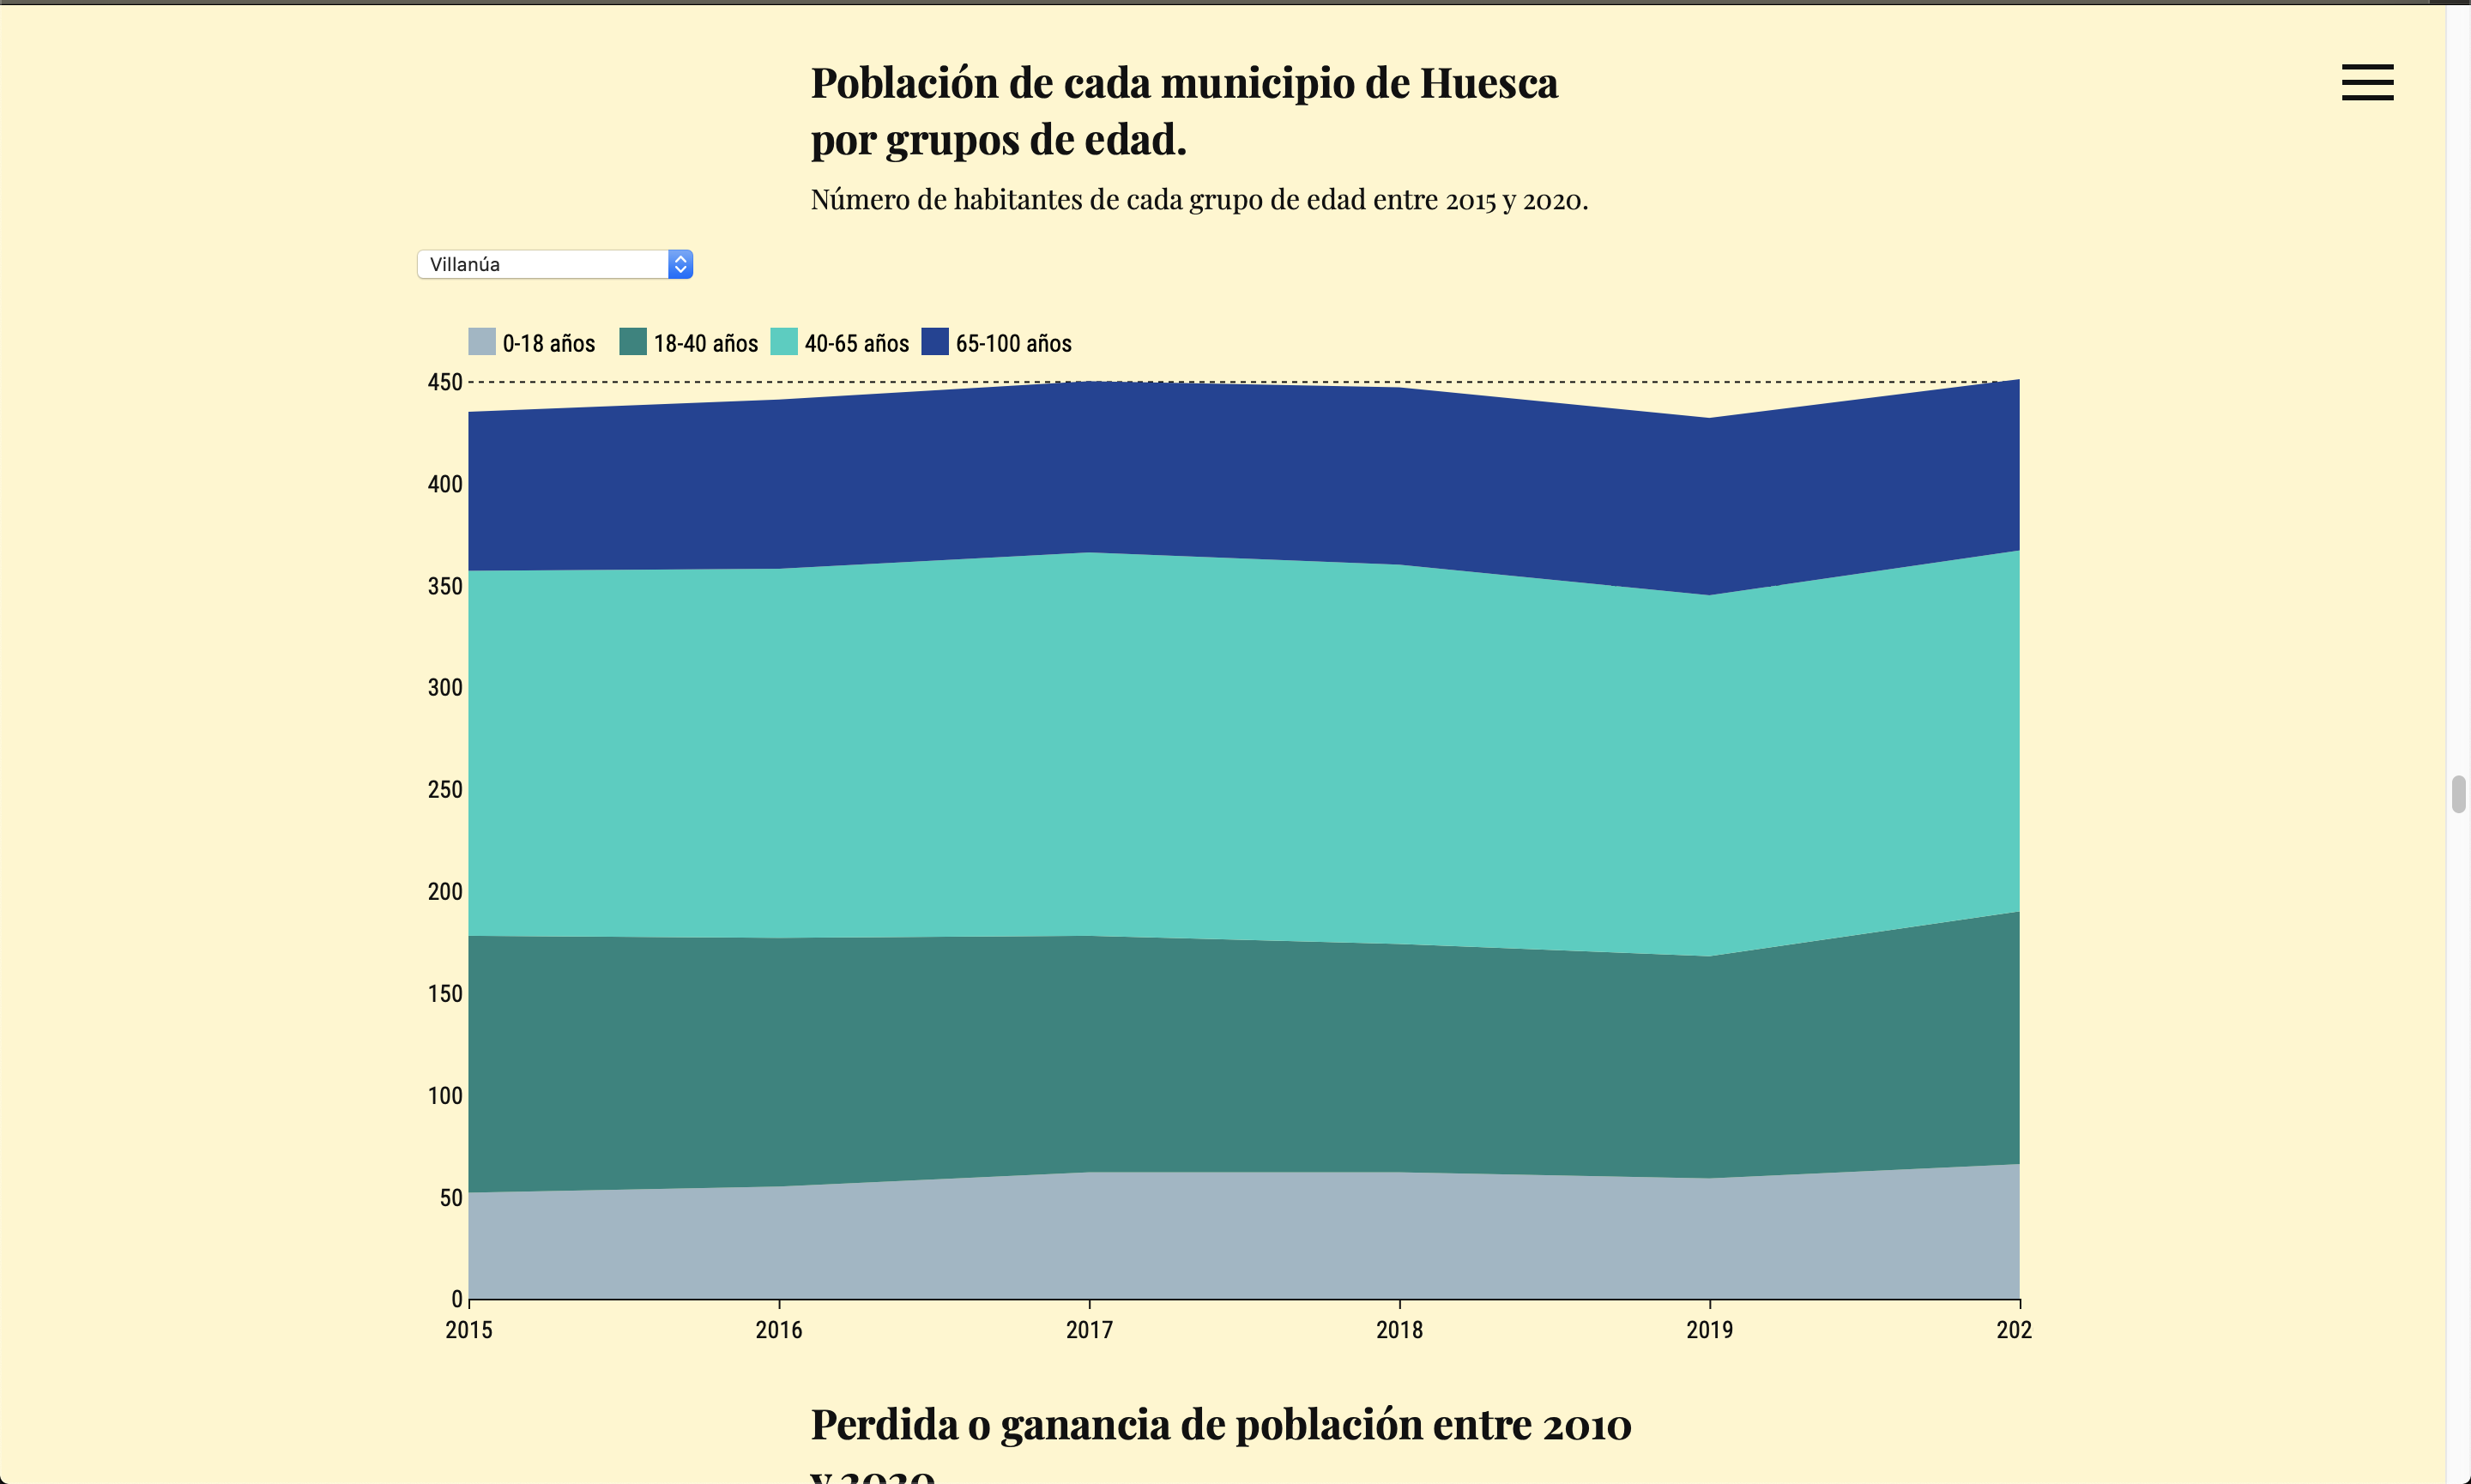 Población de cada municipio de Huesca
por grupos de edad.
Número de habitantes de cada grupo de edad entre 2015 y 2020.
Villanúa
0-18 años 18-40 años 40-65 años 65-100 años
450
400
350
300
250
200
150
100
50
0
2015 2016 2017 2018 2019 202
Perdida o ganancia de población entre 2010
y 2020